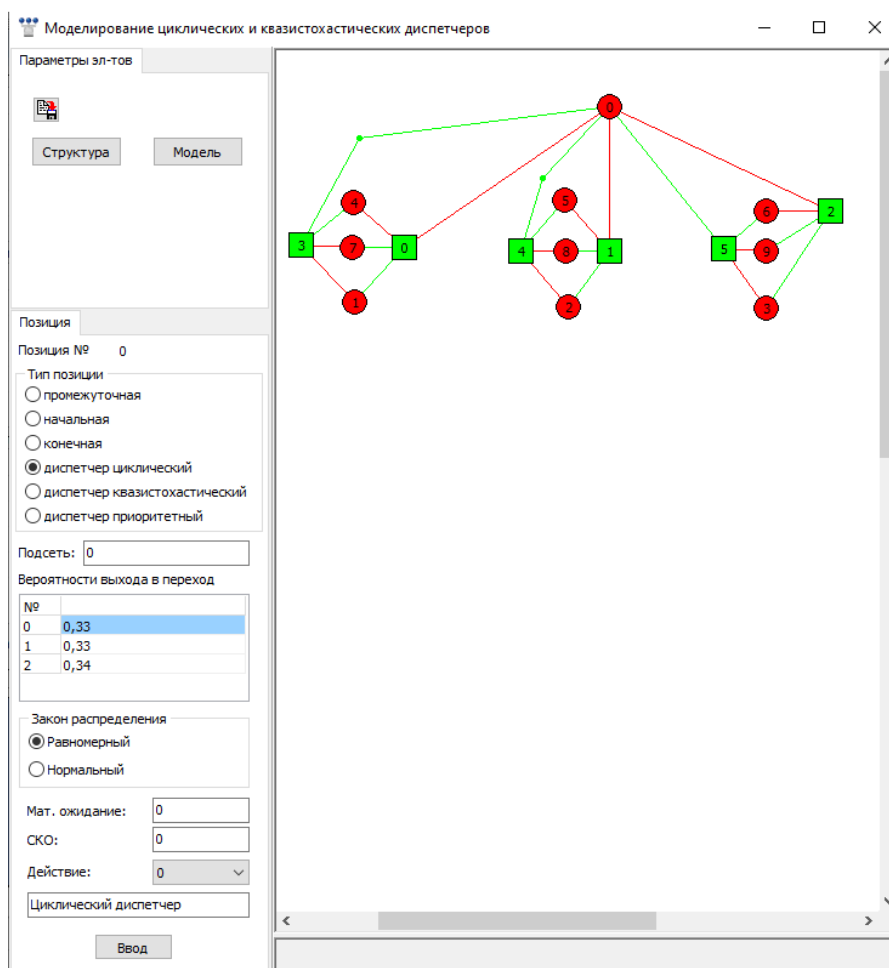 Моделирование циклических и квазистохастических диспетчеров
Параметры эл-тов
Структура
Модель
Позиция
Позиция № 0
Тип позиции
промежуточная
начальная
конечная
диспетчер циклический
диспетчер квазистохастический
диспетчер приоритетный
Подсеть: 0
Вероятности выхода в переход
№
0 0,33
1 0,33
2 0,34
Закон распределения
Равномерный
Нормальный
Мат. ожидание: 0
СКО: 0
Действие: 0
Циклический диспетчер
Ввод
0
4 5 6 2
3 7 0 4 8 1 5 9
1 2 3